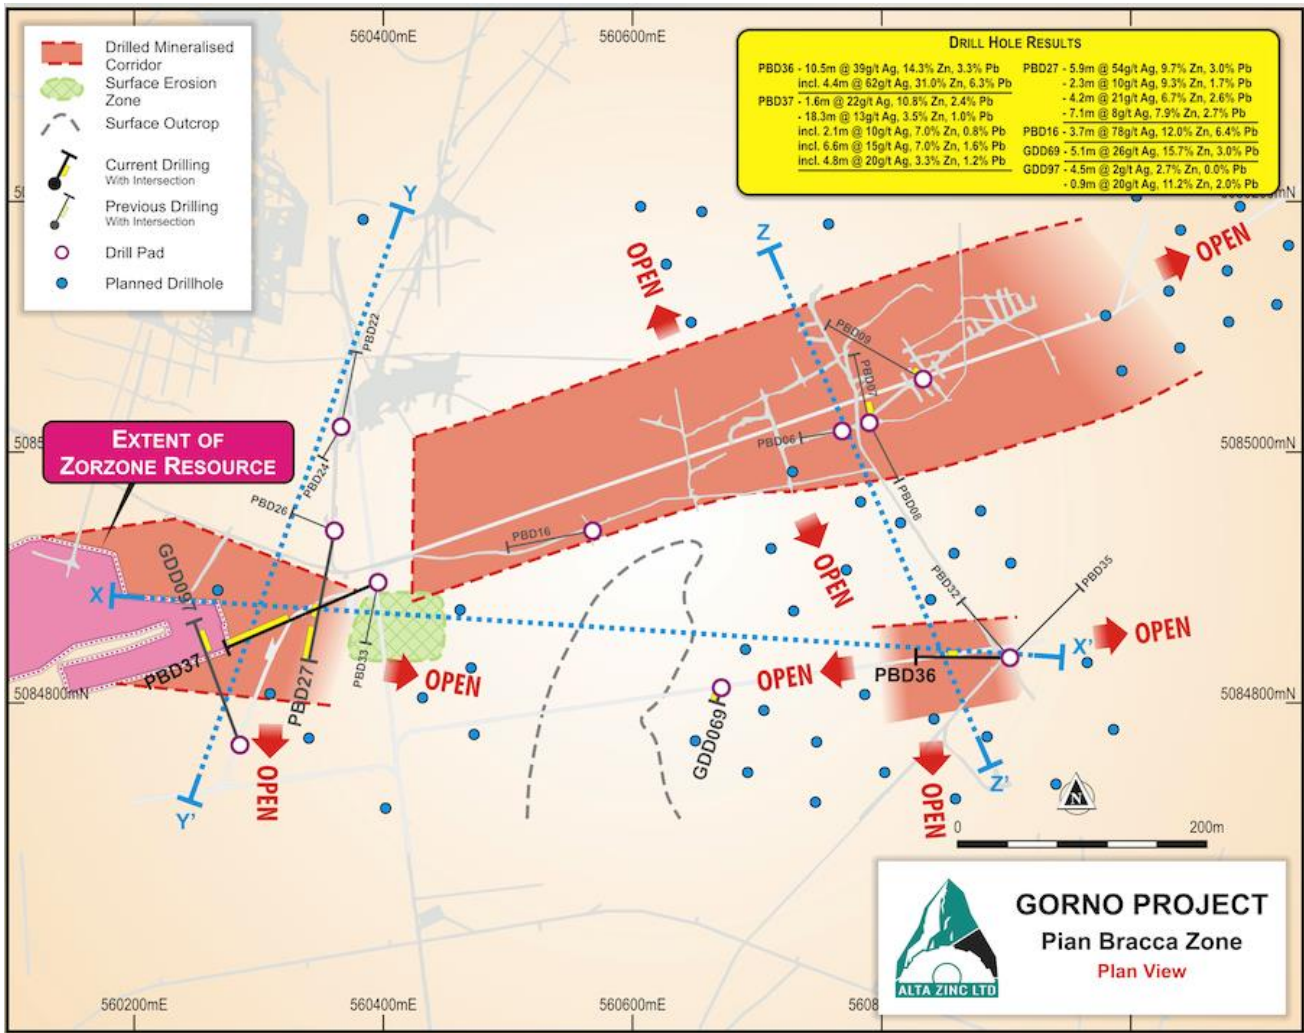 560400mE
560600mE
Drilled Mineralised
Corridor
Surface Erosion
Zone
Surface Outcrop
Current Drilling
With Intersection
Previous Drilling
With Intersection
Drill Pad
Planned Drillhole
DRILL HOLE RESULTS
PBD36 - 10.5m @ 39g/t Ag, 14.3% Zn, 3.3% Pb
incl. 4.4m @ 62g/t Ag, 31.0% Zn, 6.3% Pb
PBD37 - 1.6m @ 22g/t Ag, 10.8% Zn, 2.4% Pb
- 18.3m @ 13g/t Ag, 3.5% Zn, 1.0% Pb
incl. 2.1m @ 10g/t Ag, 7.0% Zn, 0.8% Pb
incl. 6.6m @ 15g/t Ag, 7.0% Zn, 1.6% Pb
incl. 4.8m @ 20g/t Ag, 3.3% Zn, 1.2% Pb
PBD27 - 5.9m @ 54g/t Ag, 9.7% Zn, 3.0% Pb
- 2.3m @ 10g/t Ag, 9.3% Zn, 1.7% Pb
- 4.2m @ 21g/t Ag, 6.7% Zn, 2.6% Pb
- 7.1m @ 8g/t Ag, 7.9% Zn, 2.7% Pb
PBD16 - 3.7m @ 78g/t Ag, 12.0% Zn, 6.4% Pb
GDD69 - 5.1m @ 26g/t Ag, 15.7% Zn, 3.0% Pb
GDD97 - 4.5m @ 2g/t Ag, 2.7% Zn, 0.0% Pb
- 0.9m @ 20g/t Ag, 11.2% Zn, 2.0% Pb
Y
Z
OPEN
OPEN
PBD22
PBD09
PBD07
PBD06
EXTENT OF
ZORZONE RESOURCE
5085000mN
PBD24
PBD26
PBD08
PBD16
OPEN
GDD097
X
PBD32
PBD35
PBD33
X'
OPEN
PBD37
PBD27
OPEN
OPEN
PBD36
5084800mN
5084800mN
GDD069
OPEN
OPEN
Y'
Z'
N
0
200m
ALTA ZINC LTD
GORNO PROJECT
Pian Bracca Zone
Plan View
560200mE
560400mE
560600mE